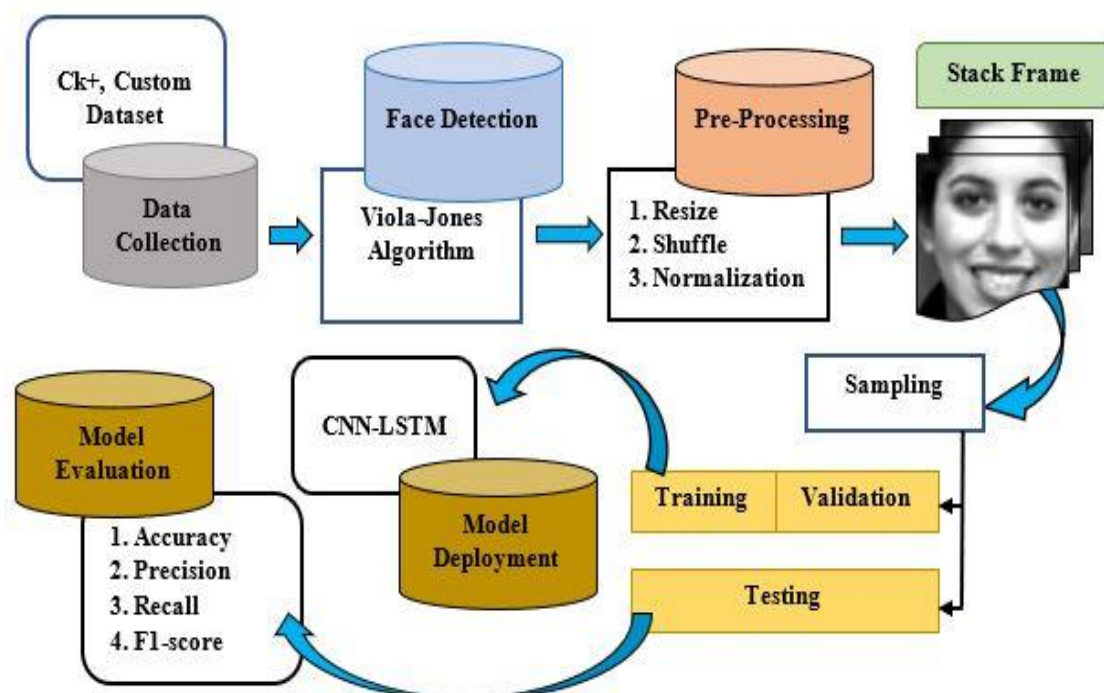 Ck+, Custom
Dataset
Data
Collection
Face Detection
Viola-Jones
Algorithm
Pre-Processing
1. Resize
2. Shuffle
3. Normalization
Stack Frame
Sampling
Training
Validation
Testing
CNN-LSTM
Model
Deployment
Model
Evaluation
1. Accuracy
2. Precision
3. Recall
4. F1-score